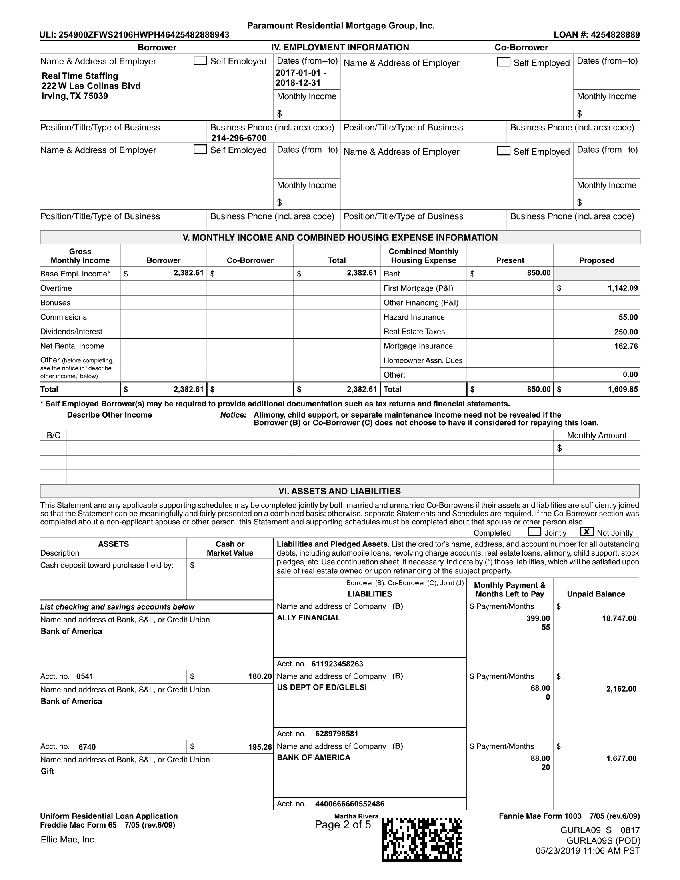 Paramount Residential Mortgage Group, Inc.
ULI: 254900ZFWS2106HWPH46425482888943 LOAN #: 4254828889
Borrower IV. EMPLOYMENT INFORMATION Co-Borrower
Name & Address of Employer Self Employed Dates (from–to) Name & Address of Employer Self Employed Dates (from–to)
Real Time Staffing
222 W Las Colinas Blvd
Irving, TX 75039
2017-01-01 -
2018-12-31
Monthly Income Monthly Income
$ $
Position/Title/Type of Business Business Phone (incl. area code) Position/Title/Type of Business Business Phone (incl. area code)
214-296-6700
Name & Address of Employer Self Employed Dates (from–to) Name & Address of Employer Self Employed Dates (from–to)
Monthly Income Monthly Income
$ $
Position/Title/Type of Business Business Phone (incl. area code) Position/Title/Type of Business Business Phone (incl. area code)
V. MONTHLY INCOME AND COMBINED HOUSING EXPENSE INFORMATION
Gross Monthly Income Borrower Co-Borrower Total Combined Monthly Housing Expense Present Proposed
Base Empl. Income* $ 2,382.61 $ $ 2,382.61 Rent $ 850.00
Overtime First Mortgage (P&I) $ 1,142.09
Bonuses Other Financing (P&I)
Commissions Hazard Insurance 55.00
Dividends/Interest Real Estate Taxes 250.00
Net Rental Income Mortgage Insurance 162.76
Other (before completing, see the notice in "describe other income," below) Homeowner Assn. Dues
Other: 0.00
Total $ 2,382.61 $ $ 2,382.61 Total $ 850.00 $ 1,609.85
* Self Employed Borrower(s) may be required to provide additional documentation such as tax returns and financial statements.
Describe Other Income Notice: Alimony, child support, or separate maintenance income need not be revealed if the
Borrower (B) or Co-Borrower (C) does not choose to have it considered for repaying this loan.
B/C Monthly Amount
$
VI. ASSETS AND LIABILITIES
This Statement and any applicable supporting schedules may be completed jointly by both married and unmarried Co-Borrowers if their assets and liabilities are sufficiently joined
so that the Statement can be meaningfully and fairly presented on a combined basis; otherwise, separate Statements and Schedules are required. If the Co-Borrower section was
completed about a non-applicant spouse or other person, this Statement and supporting schedules must be completed about that spouse or other person also.
Completed Jointly X Not Jointly
ASSETS
Description
Cash or
Market Value
Liabilities and Pledged Assets. List the creditor's name, address, and account number for all outstanding
debts, including automobile loans, revolving charge accounts, real estate loans, alimony, child support, stock
pledges, etc. Use continuation sheet, if necessary. Indicate by (*) those liabilities, which will be satisfied upon
sale of real estate owned or upon refinancing of the subject property.
Cash deposit toward purchase held by: $
Borrower (B), Co-Borrower (C), Joint (J)
LIABILITIES
Monthly Payment &
Months Left to Pay
Unpaid Balance
List checking and savings accounts below Name and address of Company (B) $ Payment/Months $
Name and address of Bank, S&L, or Credit Union ALLY FINANCIAL 399.00 18,747.00
Bank of America 55
Acct. no. 611923458263
Acct. no. 0541 $ 180.20 Name and address of Company (B) $ Payment/Months $
Name and address of Bank, S&L, or Credit Union US DEPT OF ED/GLELSI 68.00 2,162.00
Bank of America 0
Acct. no. 6289798581
Acct. no. 6740 $ 195.26 Name and address of Company (B) $ Payment/Months $
Name and address of Bank, S&L, or Credit Union BANK OF AMERICA 88.00 1,677.00
Gift 20
Acct. no. 4400666660552486
Uniform Residential Loan Application
Freddie Mac Form 65 7/05 (rev.6/09)
Martha Rivera
Page 2 of 5
Fannie Mae Form 1003 7/05 (rev.6/09)
Ellie Mae, Inc.
GURLA09_S 0817
GURLA09S (POD)
05/23/2019 11:06 AM PST